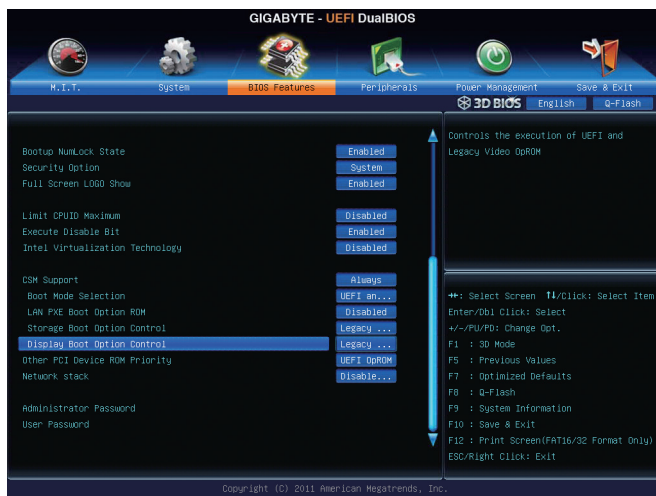 GIGABYTE - UEFI DualBIOS
M.I.T. System BIOS Features Peripherals Power Management Save & Exit
3D BIOS English Q-Flash
Bootup NumLock State Enabled
Security Option System
Full Screen LOGO Show Enabled
Limit CPUID Maximum Disabled
Execute Disable Bit Enabled
Intel Virtualization Technology Disabled
CSM Support Always
Boot Mode Selection UEFI an...
LAN PXE Boot Option ROM Disabled
Storage Boot Option Control Legacy ...
Display Boot Option Control Legacy ...
Other PCI Device ROM Priority UEFI OpROM
Network stack Disable...
Administrator Password
User Password
Controls the execution of UEFI and
Legacy Video OpROM
→←: Select Screen ↑↓/Click: Select Item
Enter/Dbl Click: Select
+/-/PU/PD: Change Opt.
F1 : 3D Mode
F5 : Previous Values
F7 : Optimized Defaults
F8 : Q-Flash
F9 : System Information
F10 : Save & Exit
F12 : Print Screen(FAT16/32 Format Only)
ESC/Right Click: Exit
Copyright (C) 2011 American Megatrends, Inc.